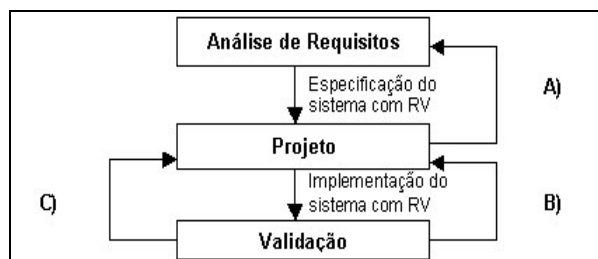 Análise de Requisitos
Especificação do
sistema com RV
A)
Projeto
Implementação do
sistema com RV
C)
B)
Validação